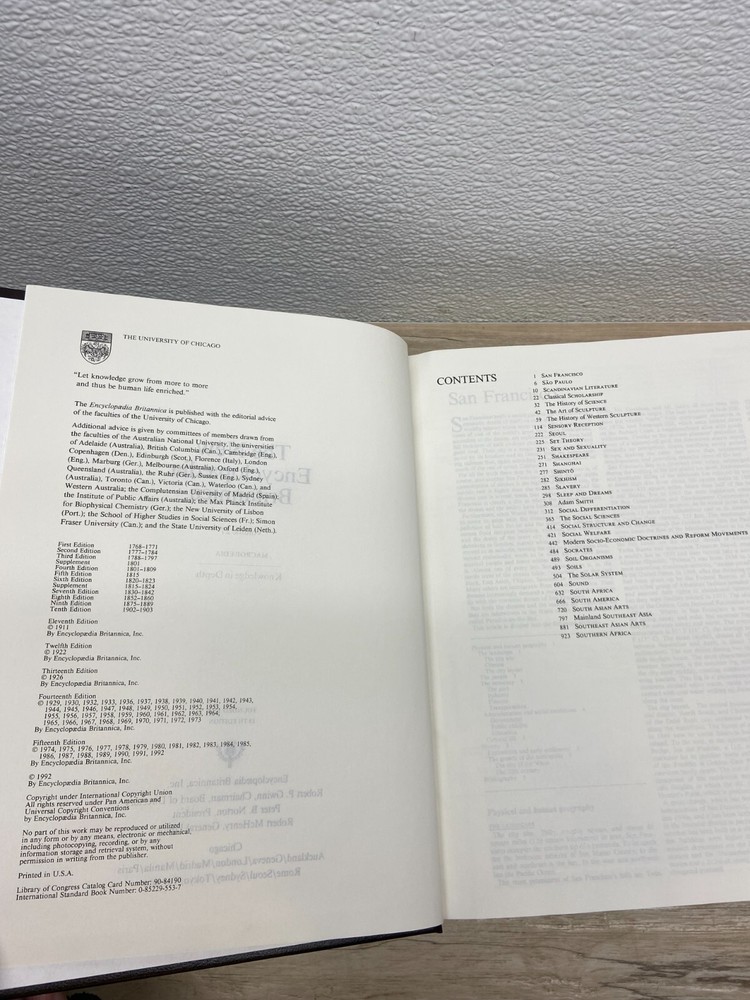 THE UNIVERSITY OF CHICAGO
"Let knowledge grow from more to more
and thus be human life enriched."
The Encyclopædia Britannica is published with the editorial advice
of the faculties of the University of Chicago.
Additional advice is given by committees of members drawn from
the faculties of the Australian National University, the universities
of Adelaide (Australia), British Columbia (Can.), Cambridge (Eng.),
Copenhagen (Den.), Edinburgh (Scot.), Florence (Italy), London
(Eng.), Marburg (Ger.), Melbourne (Australia), Oxford (Eng.),
Queensland (Australia), the Ruhr (Ger.), Sussex (Eng.), Sydney
(Australia), Toronto (Can.), Victoria (Can.), Waterloo (Can.), and
Western Australia; the Complutensian University of Madrid (Spain);
the Institute of Public Affairs (Australia); the Max Planck Institute
for Biophysical Chemistry (Ger.); the New University of Lisbon
(Port.); the School of Higher Studies in Social Sciences (Fr.); Simon
Fraser University (Can.); and the State University of Leiden (Neth.).
First Edition 1768–1771
Second Edition 1777–1784
Third Edition 1788–1797
Supplement 1801
Fourth Edition 1801–1809
Fifth Edition 1815
Sixth Edition 1820–1823
Supplement 1815–1824
Seventh Edition 1830–1842
Eighth Edition 1852–1860
Ninth Edition 1875–1889
Tenth Edition 1902–1903
Eleventh Edition
© 1911
By Encyclopædia Britannica, Inc.
Twelfth Edition
© 1922
By Encyclopædia Britannica, Inc.
Thirteenth Edition
© 1926
By Encyclopædia Britannica, Inc.
Fourteenth Edition
© 1929, 1930, 1932, 1933, 1936, 1937, 1938, 1939, 1940, 1941, 1942, 1943,
1944, 1945, 1946, 1947, 1948, 1949, 1950, 1951, 1952, 1953, 1954,
1955, 1956, 1957, 1958, 1959, 1960, 1961, 1962, 1963, 1964,
1965, 1966, 1967, 1968, 1969, 1970, 1971, 1972, 1973
By Encyclopædia Britannica, Inc.
Fifteenth Edition
© 1974, 1975, 1976, 1977, 1978, 1979, 1980, 1981, 1982, 1983, 1984, 1985,
1986, 1987, 1988, 1989, 1990, 1991, 1992
By Encyclopædia Britannica, Inc.
© 1992
By Encyclopædia Britannica, Inc.
Copyright under International Copyright Union
All rights reserved under Pan American and
Universal Copyright Conventions
by Encyclopædia Britannica, Inc.
No part of this work may be reproduced or utilized
in any form or by any means, electronic or mechanical,
including photocopying, recording, or by any
information storage and retrieval system, without
permission in writing from the publisher.
Printed in U.S.A.
Library of Congress Catalog Card Number: 90-84190
International Standard Book Number: 0-85229-553-7
CONTENTS
1 SAN FRANCISCO
6 SÃO PAULO
10 SCANDINAVIAN LITERATURE
22 Classical SCHOLARSHIP
32 The History of SCIENCE
42 The Art of SCULPTURE
59 The History of Western SCULPTURE
114 SENSORY RECEPTION
222 SEOUL
225 SET THEORY
231 SEX AND SEXUALITY
251 SHAKESPEARE
271 SHANGHAI
277 SHINTŌ
282 SIKHISM
285 SLAVERY
298 SLEEP AND DREAMS
308 Adam SMITH
312 SOCIAL DIFFERENTIATION
365 The SOCIAL SCIENCES
414 SOCIAL STRUCTURE AND CHANGE
421 SOCIAL WELFARE
442 Modern SOCIO-ECONOMIC DOCTRINES AND REFORM MOVEMENTS
484 SOCRATES
489 SOIL ORGANISMS
493 SOILS
504 The SOLAR SYSTEM
604 SOUND
632 SOUTH AFRICA
666 SOUTH AMERICA
720 SOUTH ASIAN ARTS
797 Mainland SOUTHEAST ASIA
881 SOUTHEAST ASIAN ARTS
923 SOUTHERN AFRICA